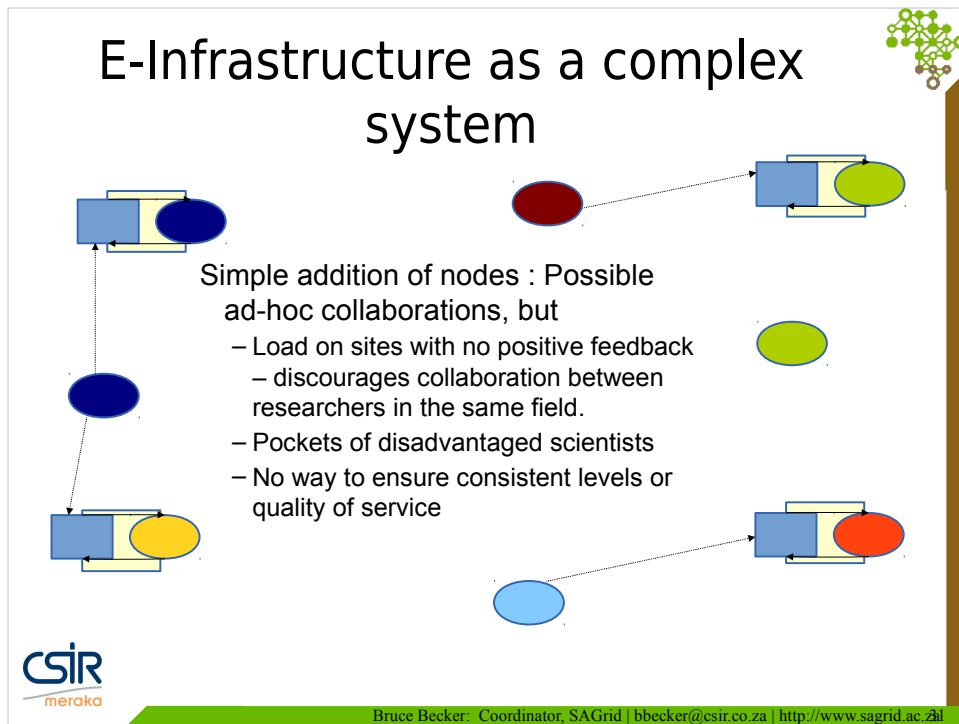 E-Infrastructure as a complex
system
Simple addition of nodes : Possible
ad-hoc collaborations, but
– Load on sites with no positive feedback
– discourages collaboration between
researchers in the same field.
– Pockets of disadvantaged scientists
– No way to ensure consistent levels or
quality of service
CSIR
meraka
Bruce Becker: Coordinator, SAGrid | bbecker@csir.co.za | http://www.sagrid.ac.za